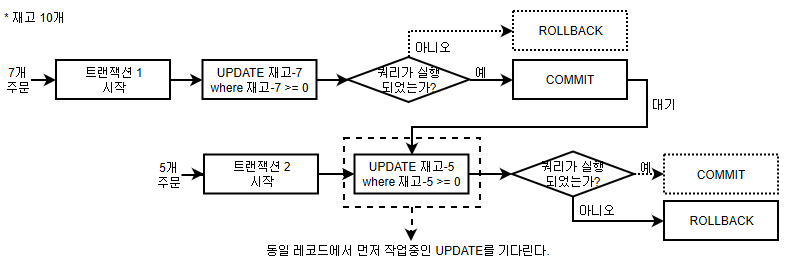 * 재고 10개
7개
주문
트랜잭션 1
시작
UPDATE 재고-7
where 재고-7 >= 0
쿼리가 실행
되었는가?
아니오
ROLLBACK
예
COMMIT
대기
5개
주문
트랜잭션 2
시작
UPDATE 재고-5
where 재고-5 >= 0
쿼리가 실행
되었는가?
예
COMMIT
아니오
ROLLBACK
동일 레코드에서 먼저 작업중인 UPDATE를 기다린다.